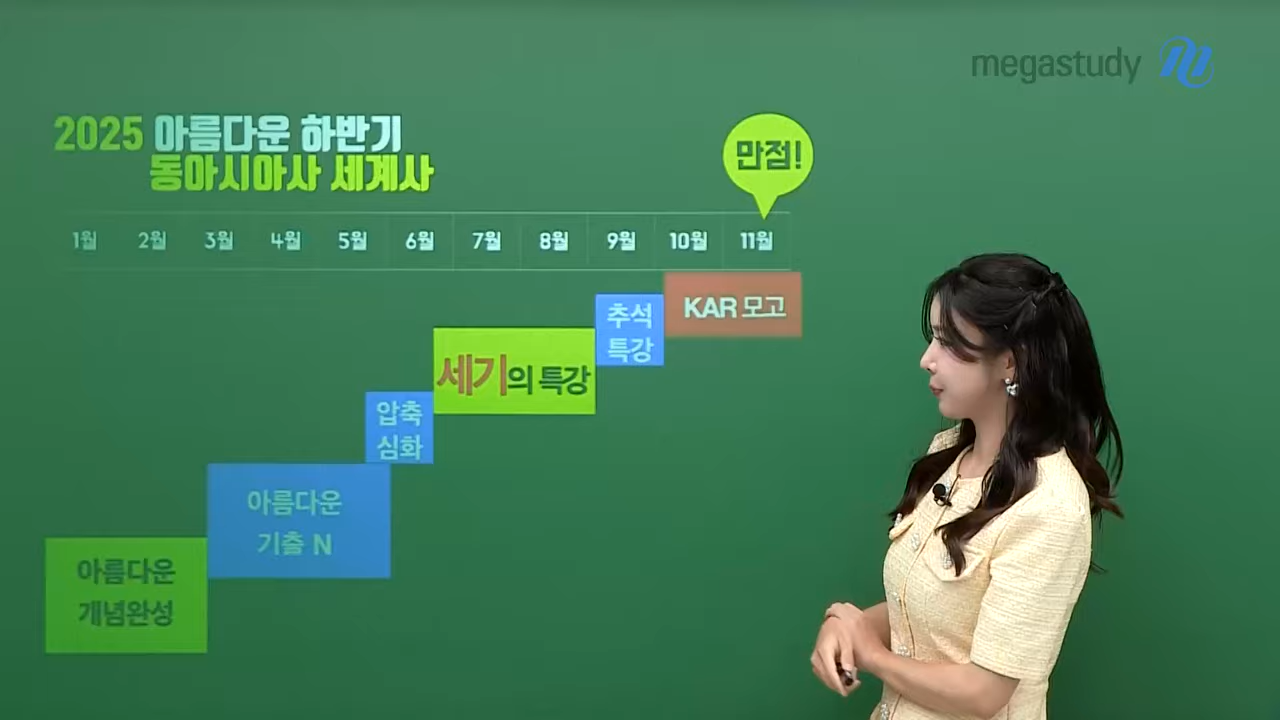 megastudy
2025 아름다운 하반기
동아시아사 세계사
만점!
1월 2월 3월 4월 5월 6월 7월 8월 9월 10월 11월
KAR 모고
추석
특강
세기의 특강
압축
심화
아름다운
기출 N
아름다운
개념완성